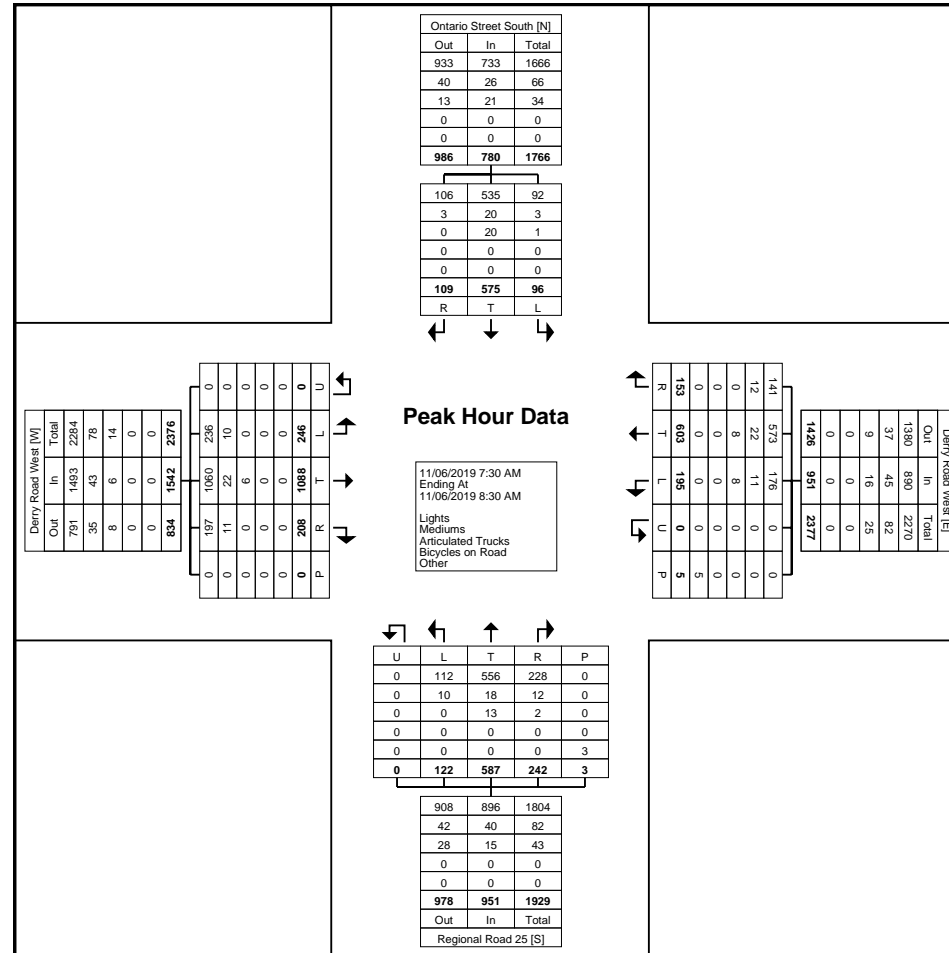 Ontario Street South [N]
Out In Total
933 733 1666
40 26 66
13 21 34
0 0 0
0 0 0
986 780 1766
106 535 92
3 20 3
0 20 1
0 0 0
0 0 0
109 575 96
R T L
U L T R P
0 246 1088 208 0
0 0 0 0 0
0 0 0 0 0
0 0 6 0 0
0 10 22 11 0
0 236 1060 197 0
2376 1542 834
0 0 0
0 0 0
14 6 8
78 43 35
2284 1493 791
Total In Out
Derry Road West [W]
Peak Hour Data
11/06/2019 7:30 AM
Ending At
11/06/2019 8:30 AM
Lights
Mediums
Articulated Trucks
Bicycles on Road
Other
Derry Road West [E]
Out In Total
1380 890 2270
37 45 82
9 16 25
0 0 0
0 0 0
1426 951 2377
141 573 176 0 0
12 22 11 0 0
0 8 8 0 0
0 0 0 0 0
0 0 0 0 5
153 603 195 0 5
R T L U P
U L T R P
0 112 556 228 0
0 10 18 12 0
0 0 13 2 0
0 0 0 0 0
0 0 0 0 3
0 122 587 242 3
908 896 1804
42 40 82
28 15 43
0 0 0
0 0 0
978 951 1929
Out In Total
Regional Road 25 [S]